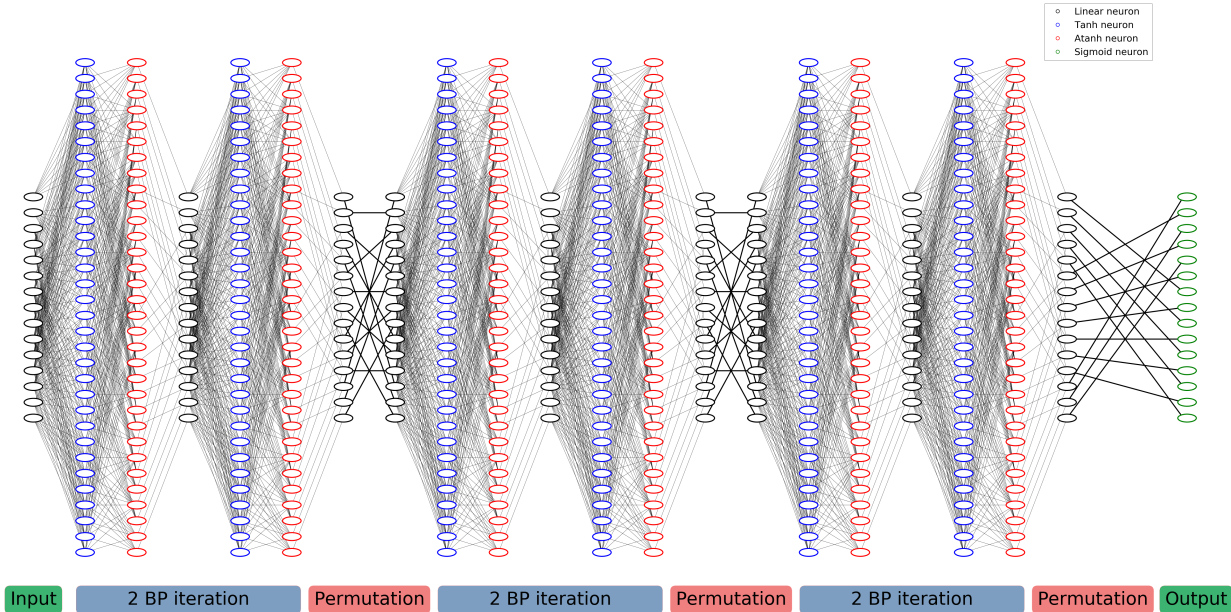 Linear neuron
Tanh neuron
Atanh neuron
Sigmoid neuron
Input
2 BP iteration
Permutation
2 BP iteration
Permutation
2 BP iteration
Permutation
Output